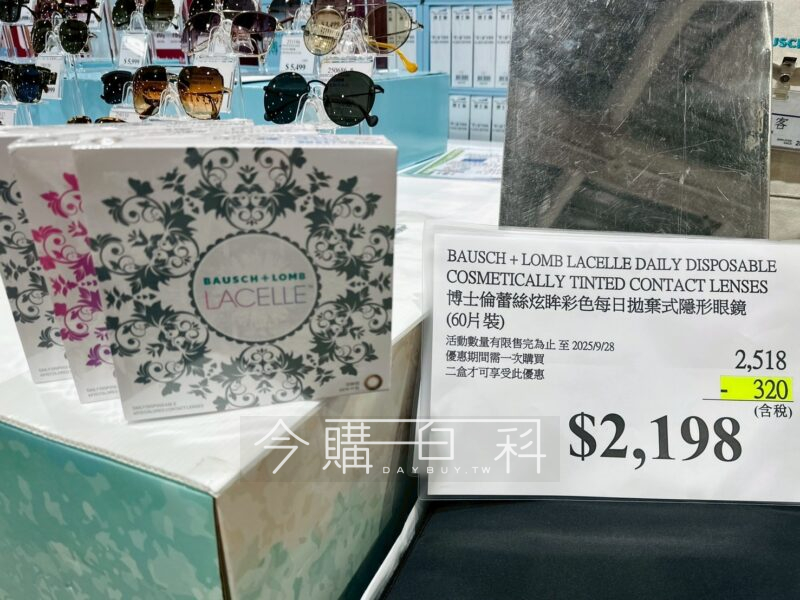 $5,999
$5,499
250686
客
BAUSCH + LOMB
LACELLE
BAUSCH + LOMB LACELLE DAILY DISPOSABLE
COSMETICALLY TINTED CONTACT LENSES
博士倫蕾絲炫眸彩色每日拋棄式隱形眼鏡
(60片裝)
活動數量有限售完為止 至 2025/9/28
優惠期間需一次購買
二盒才可享受此優惠
2,518
- 320
(含稅)
$2,198
今購百科
DAYBUY.TW